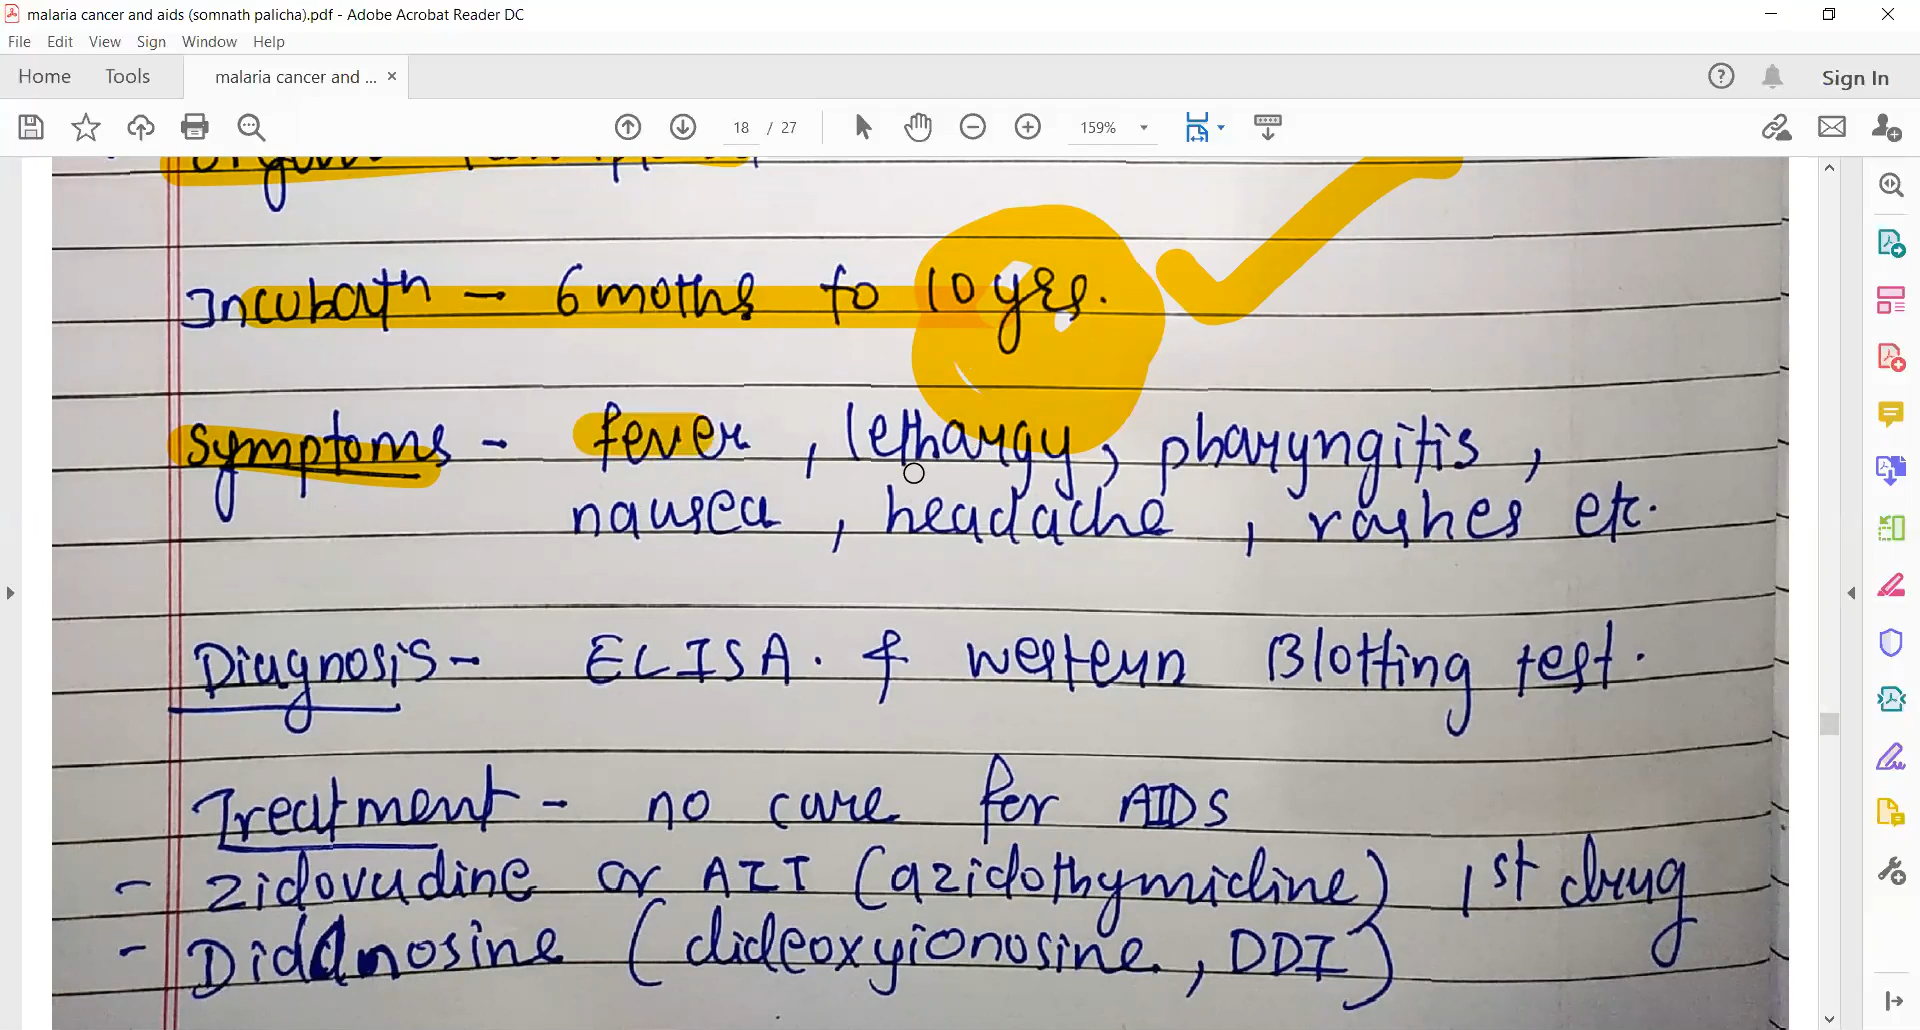 malaria cancer and aids (somnath palicha).pdf - Adobe Acrobat Reader DC
File Edit View Sign Window Help
Home Tools malaria cancer and ... × Sign In
18 / 27 159%
Incubath - 6 moths to 10 yrs.
Symptoms - fever, lethargy, pharyngitis,
nausea, headache, rashes etc.
Diagnosis - ELISA. & western Blotting test.
Treatment - no care for AIDS
- Zidovudine or AZT (azidothymidine) 1st drug
- Didanosine (dideoxyionosine, DDI)